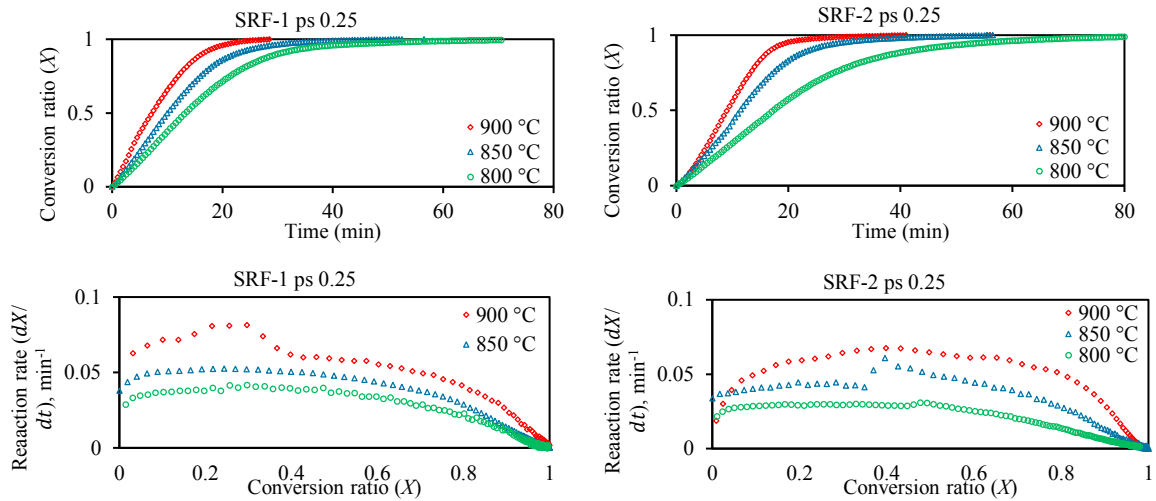 SRF-1 ps 0.25
Conversion ratio (X)
1
0.5
0
900 °C
850 °C
800 °C
0 20 40 60 80
Time (min)
SRF-2 ps 0.25
Conversion ratio (X)
1
0.5
0
900 °C
850 °C
800 °C
0 20 40 60 80
Time (min)
SRF-1 ps 0.25
Reaaction rate (dX/
dt), min-1
0.1
0.05
0
900 °C
850 °C
0 0.2 0.4 0.6 0.8 1
Conversion ratio (X)
SRF-2 ps 0.25
Reaaction rate (dX/
dt), min-1
0.1
0.05
0
900 °C
850 °C
800 °C
0 0.2 0.4 0.6 0.8 1
Conversion ratio (X)